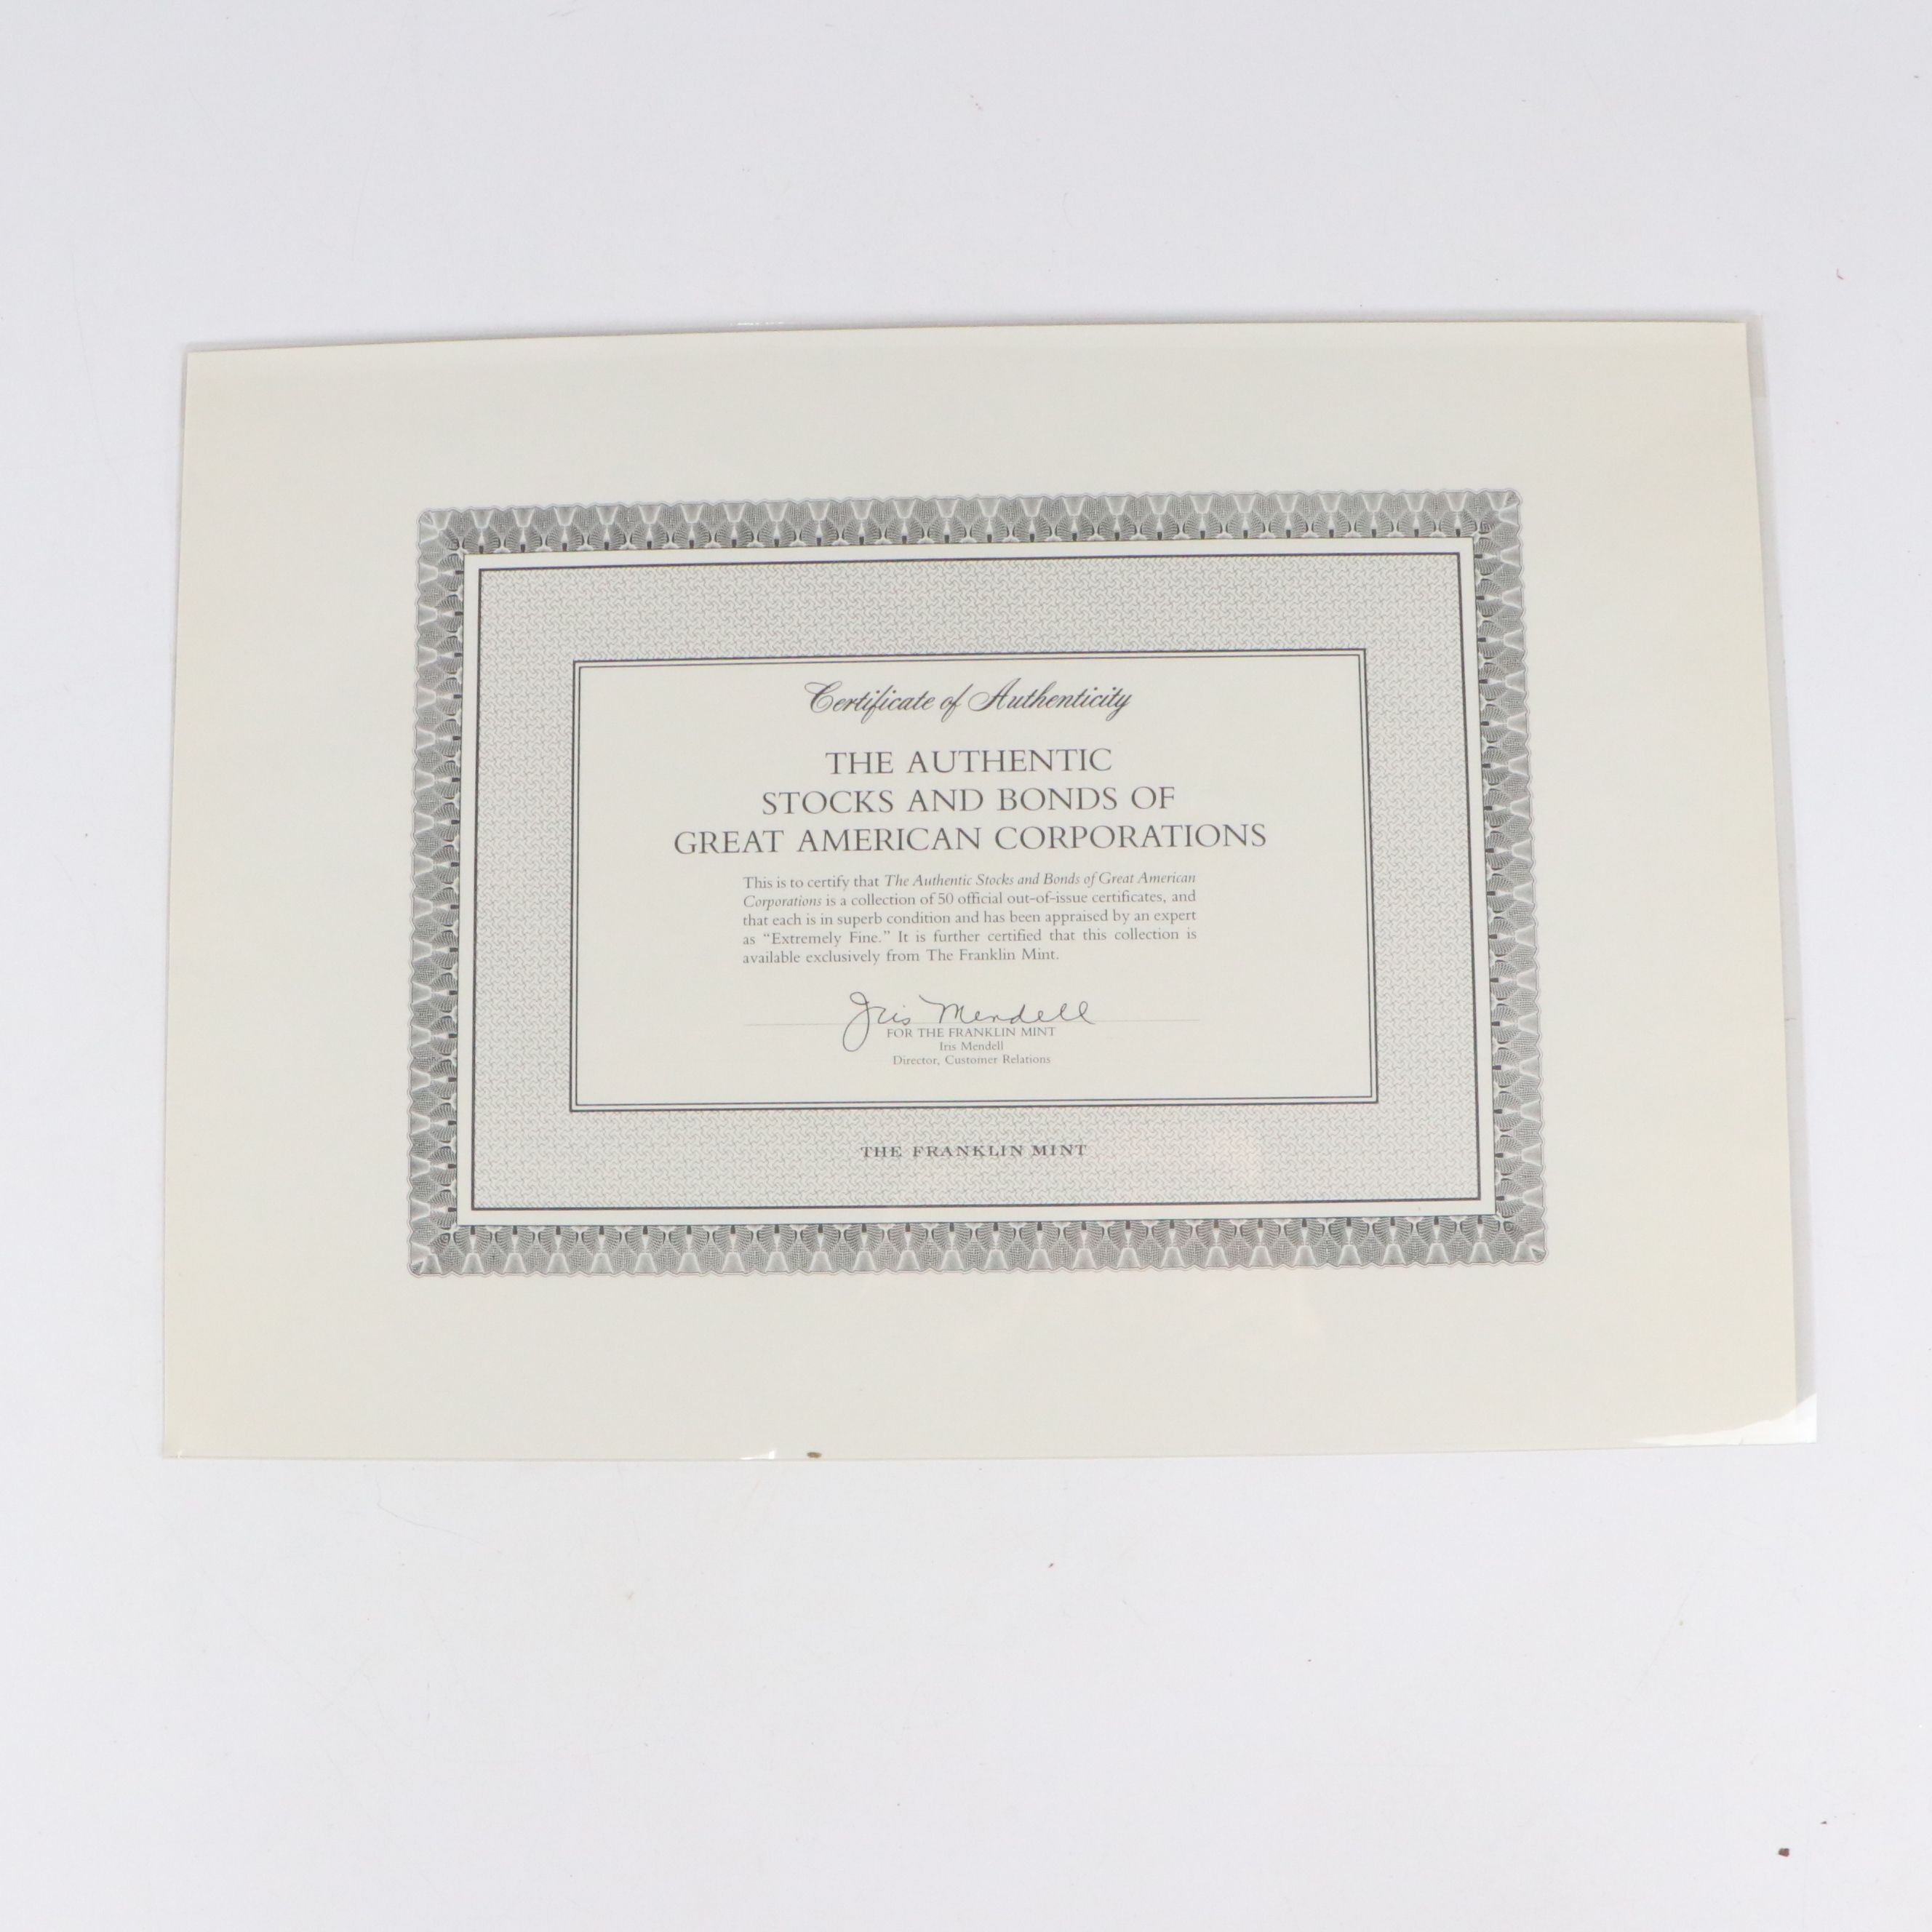 Certificate of Authenticity
THE AUTHENTIC
STOCKS AND BONDS OF
GREAT AMERICAN CORPORATIONS
This is to certify that The Authentic Stocks and Bonds of Great American
Corporations is a collection of 50 official out-of-issue certificates, and
that each is in superb condition and has been appraised by an expert
as “Extremely Fine.” It is further certified that this collection is
available exclusively from The Franklin Mint.
Iris Mendell
FOR THE FRANKLIN MINT
Iris Mendell
Director, Customer Relations
THE FRANKLIN MINT